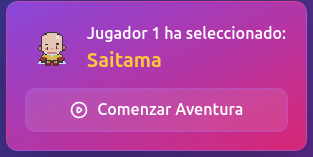 Jugador 1 ha seleccionado:
Saitama
Comenzar Aventura